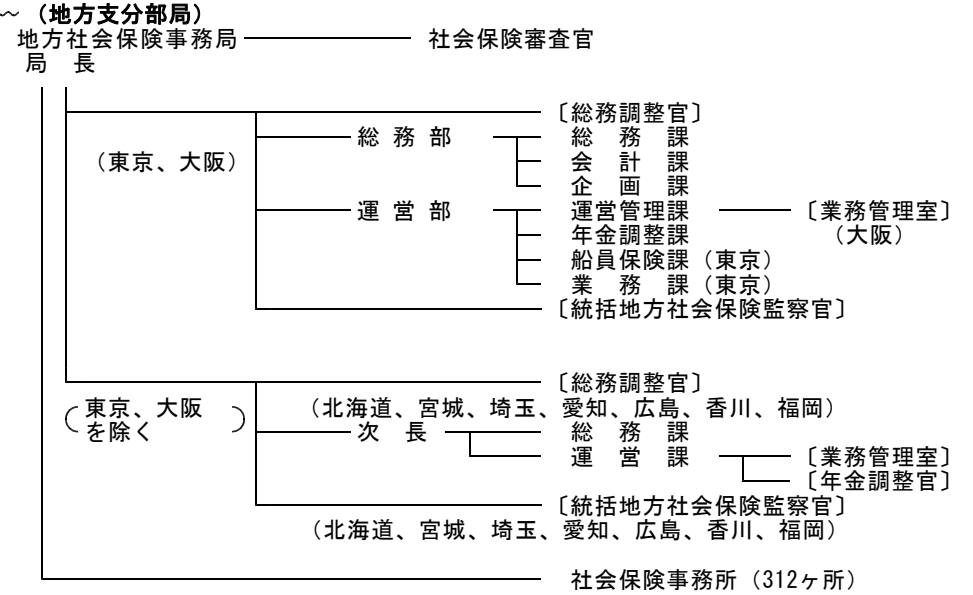 ～（地方支分部局）
地方社会保険事務局 社会保険審査官
局　長
〔総務調整官〕
総 務 部 総　務　課
（東京、大阪） 会　計　課
企　画　課
運 営 部 運営管理課 〔業務管理室〕
年金調整課 （大阪）
船員保険課（東京）
業　務　課（東京）
〔統括地方社会保険監察官〕
〔総務調整官〕
東京、大阪 （北海道、宮城、埼玉、愛知、広島、香川、福岡）
を除く 次　長 総　務　課
運　営　課 〔業務管理室〕
〔年金調整官〕
〔統括地方社会保険監察官〕
（北海道、宮城、埼玉、愛知、広島、香川、福岡）
社会保険事務所（312ヶ所）